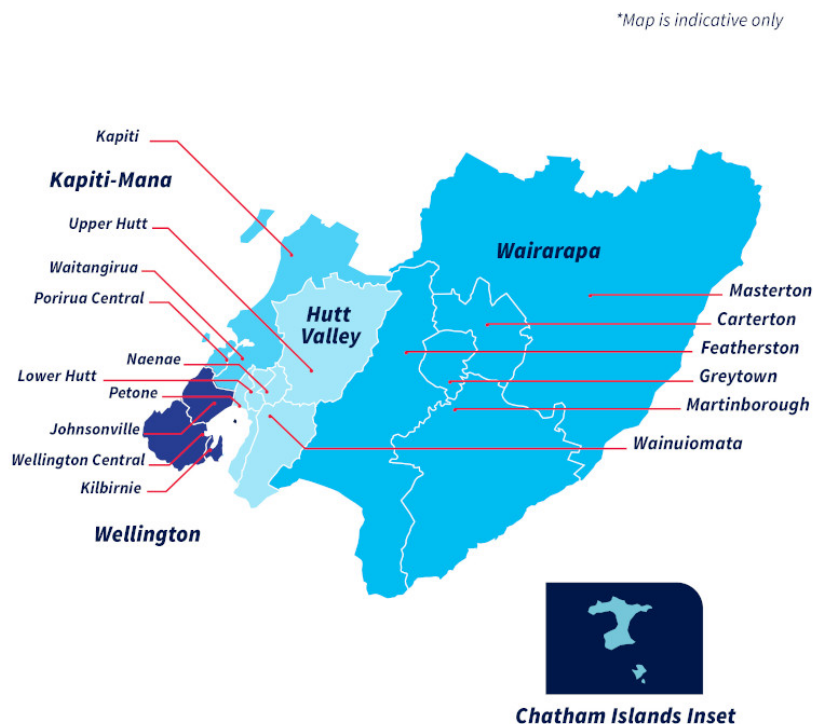 *Map is indicative only
Kapiti
Kapiti-Mana
Upper Hutt
Waitangirua
Porirua Central
Naenae
Lower Hutt
Petone
Johnsonville
Wellington Central
Kilbirnie
Wellington
Hutt
Valley
Wairarapa
Masterton
Carterton
Featherston
Greytown
Martinborough
Wainuiomata
Chatham Islands Inset